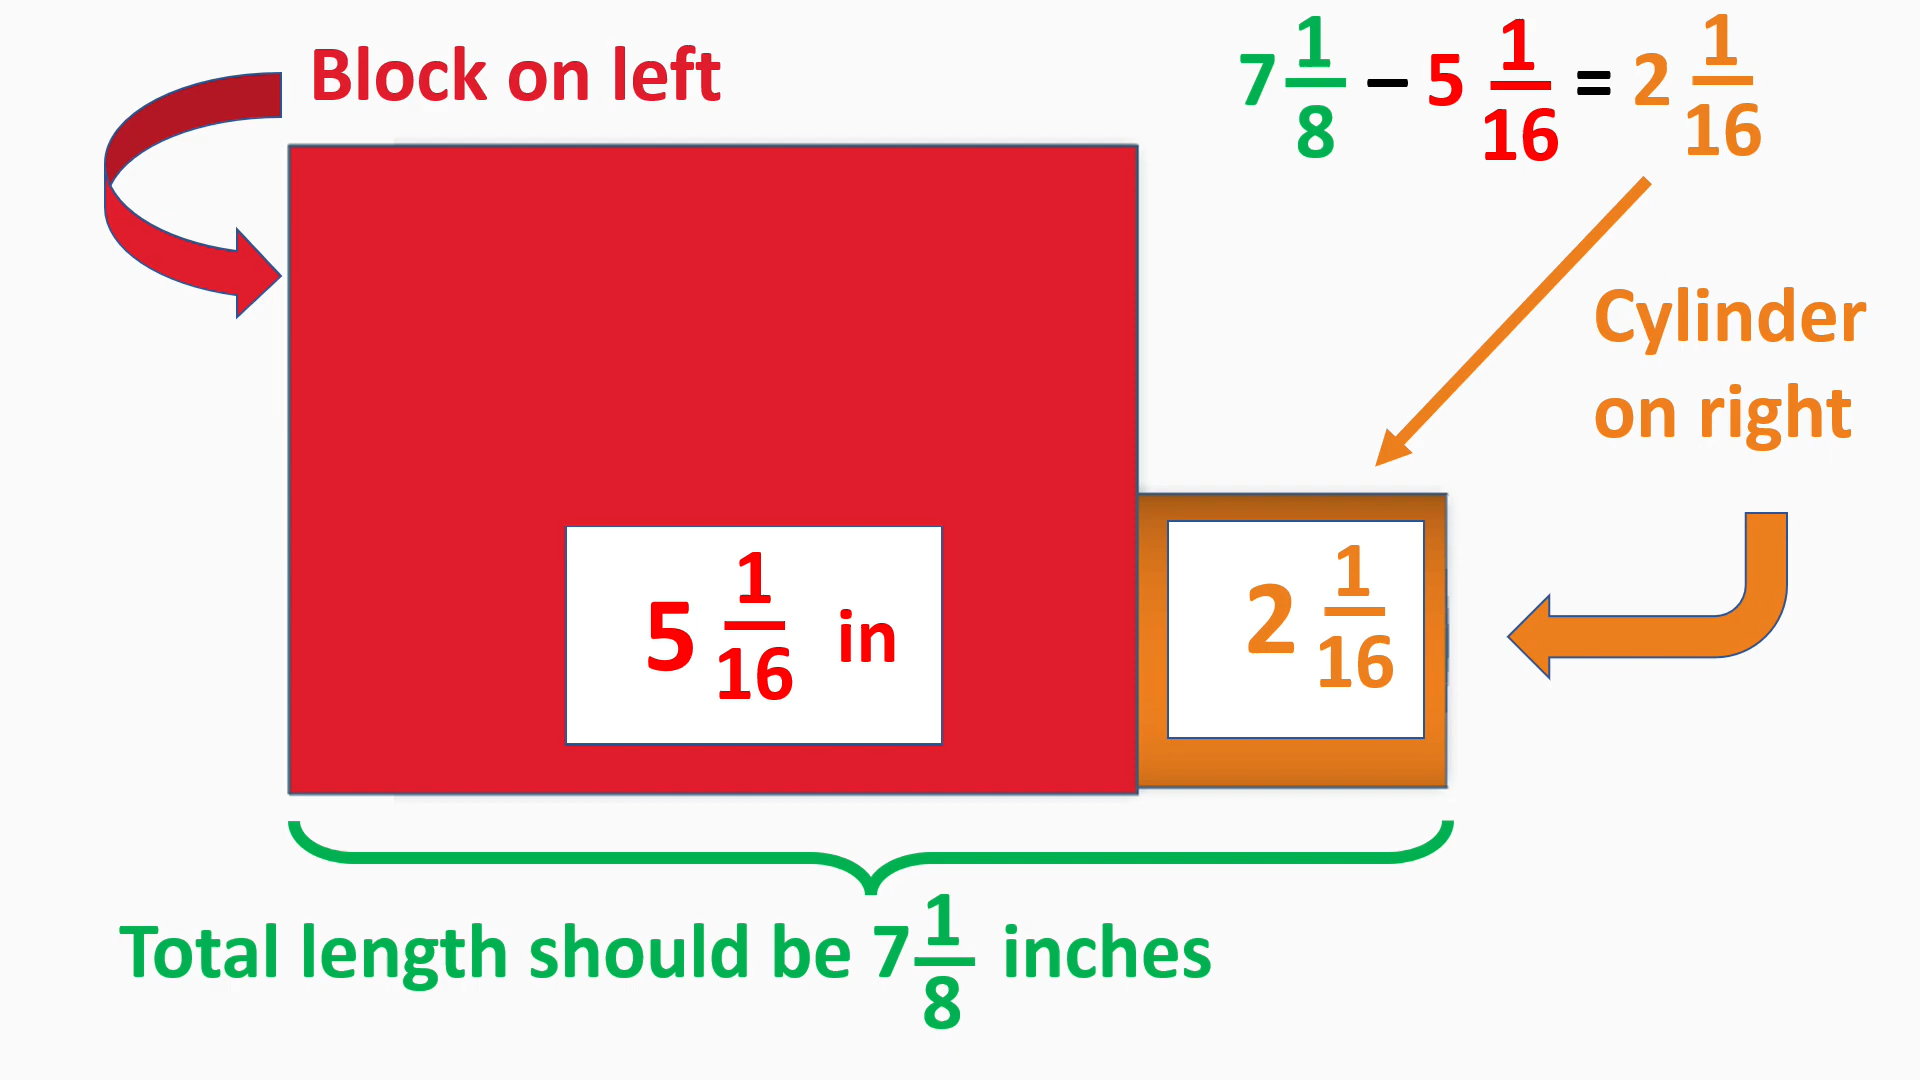 Block on left
7 1/8 – 5 1/16 = 2 1/16
Cylinder
on right
5 1/16 in
2 1/16
Total length should be 7 1/8 inches